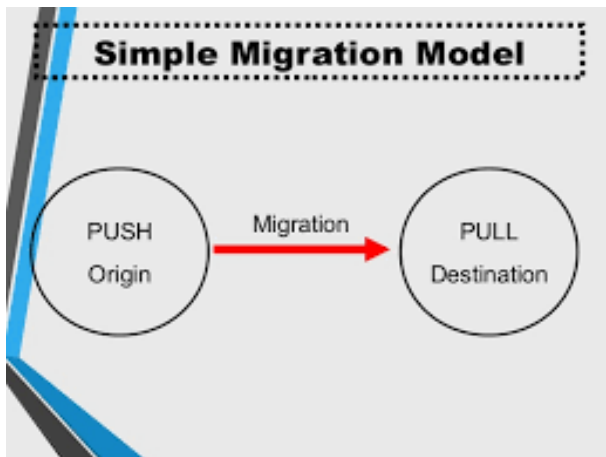 Simple Migration Model
PUSH
Origin
Migration
PULL
Destination